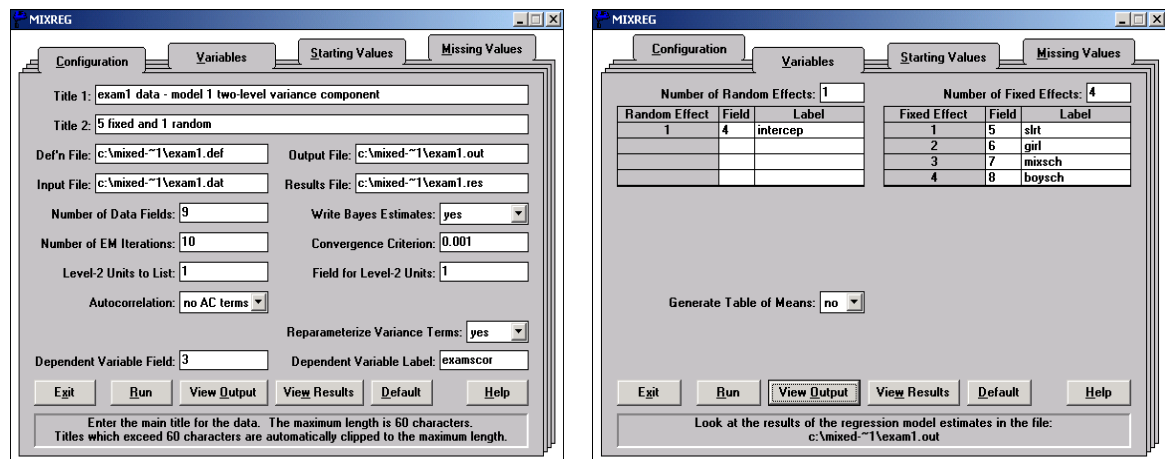 MIXREG
Configuration
Variables
Starting Values
Missing Values
Title 1: exam1 data - model 1 two-level variance component
Title 2: 5 fixed and 1 random
Def'n File: c:\mixed-~1\exam1.def Output File: c:\mixed-~1\exam1.out
Input File: c:\mixed-~1\exam1.dat Results File: c:\mixed-~1\exam1.res
Number of Data Fields: 9 Write Bayes Estimates: yes
Number of EM Iterations: 10 Convergence Criterion: 0.001
Level-2 Units to List: 1 Field for Level-2 Units: 1
Autocorrelation: no AC terms
Reparameterize Variance Terms: yes
Dependent Variable Field: 3 Dependent Variable Label: examscor
Exit Run View Output View Results Default Help
Enter the main title for the data. The maximum length is 60 characters.
Titles which exceed 60 characters are automatically clipped to the maximum length.
MIXREG
Configuration
Variables
Starting Values
Missing Values
Number of Random Effects: 1 Number of Fixed Effects: 4
Random Effect Field Label Fixed Effect Field Label
1 4 intercep 1 5 slrt
2 6 girl
3 7 mixsch
4 8 boysch
Generate Table of Means: no
Exit Run View Output View Results Default Help
Look at the results of the regression model estimates in the file:
c:\mixed-~1\exam1.out